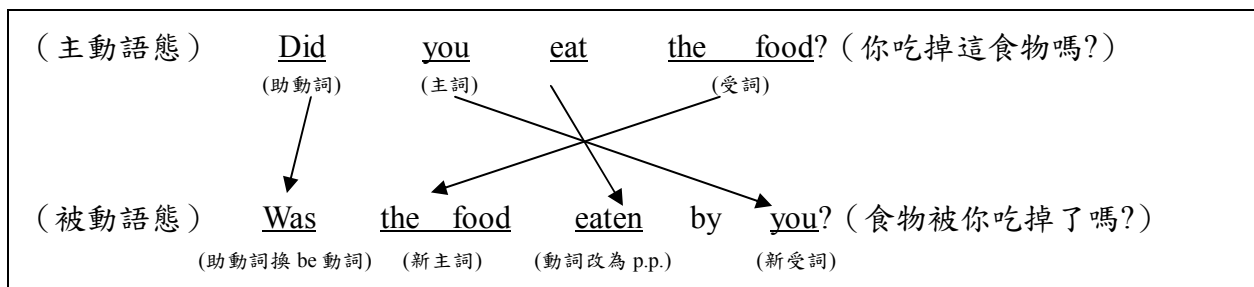 （主動語態） Did you eat the food?（你吃掉這食物嗎?）
(助動詞) (主詞) (受詞)
（被動語態） Was the food eaten by you?（食物被你吃掉了嗎?）
(助動詞換 be 動詞) (新主詞) (動詞改為 p.p.) (新受詞)